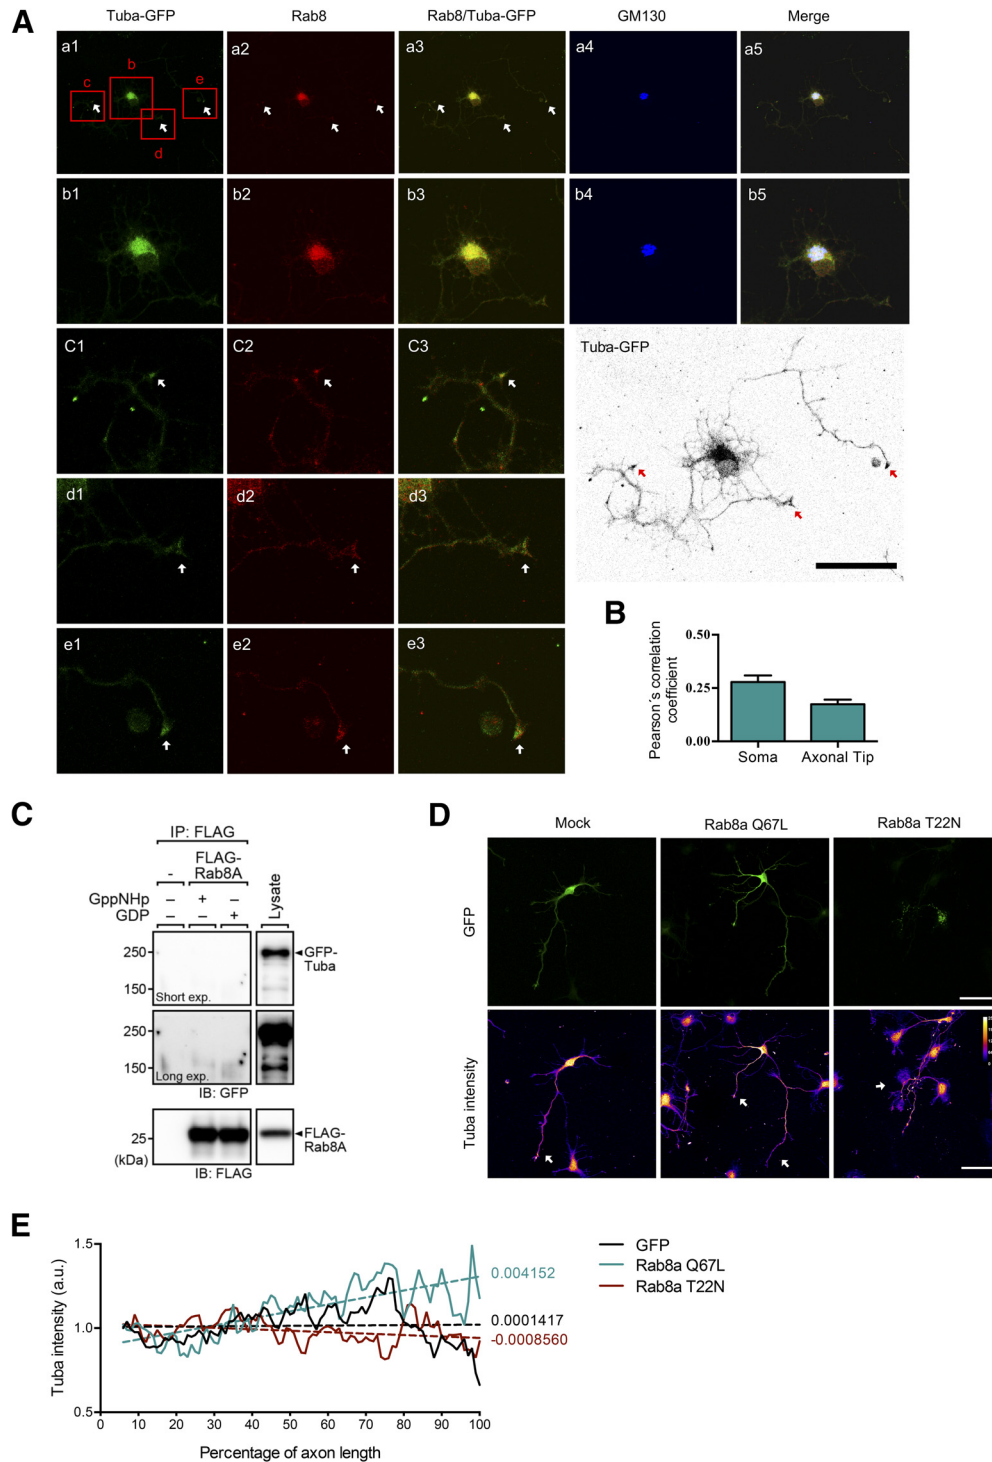 A
Tuba-GFP Rab8 Rab8/Tuba-GFP GM130 Merge
a1 a2 a3 a4 a5
b
c e
d
b1 b2 b3 b4 b5
C1 C2 C3
Tuba-GFP
d1 d2 d3
e1 e2 e3
B
Pearson´s correlation
coefficient
0.50
0.25
0.00
Soma Axonal Tip
C
IP: FLAG
FLAG-
Rab8A
-
Lysate
GppNHp – + –
GDP – – +
250
150
Short exp.
GFP-
Tuba
250
150
Long exp.
IB: GFP
25
(kDa)
FLAG-
Rab8A
IB: FLAG
D
Mock Rab8a Q67L Rab8a T22N
GFP
Tuba intensity
E
Tuba intensity (a.u.)
1.5
1.0
0.5
0 10 20 30 40 50 60 70 80 90 100
Percentage of axon length
GFP
Rab8a Q67L
Rab8a T22N
0.004152
0.0001417
-0.0008560